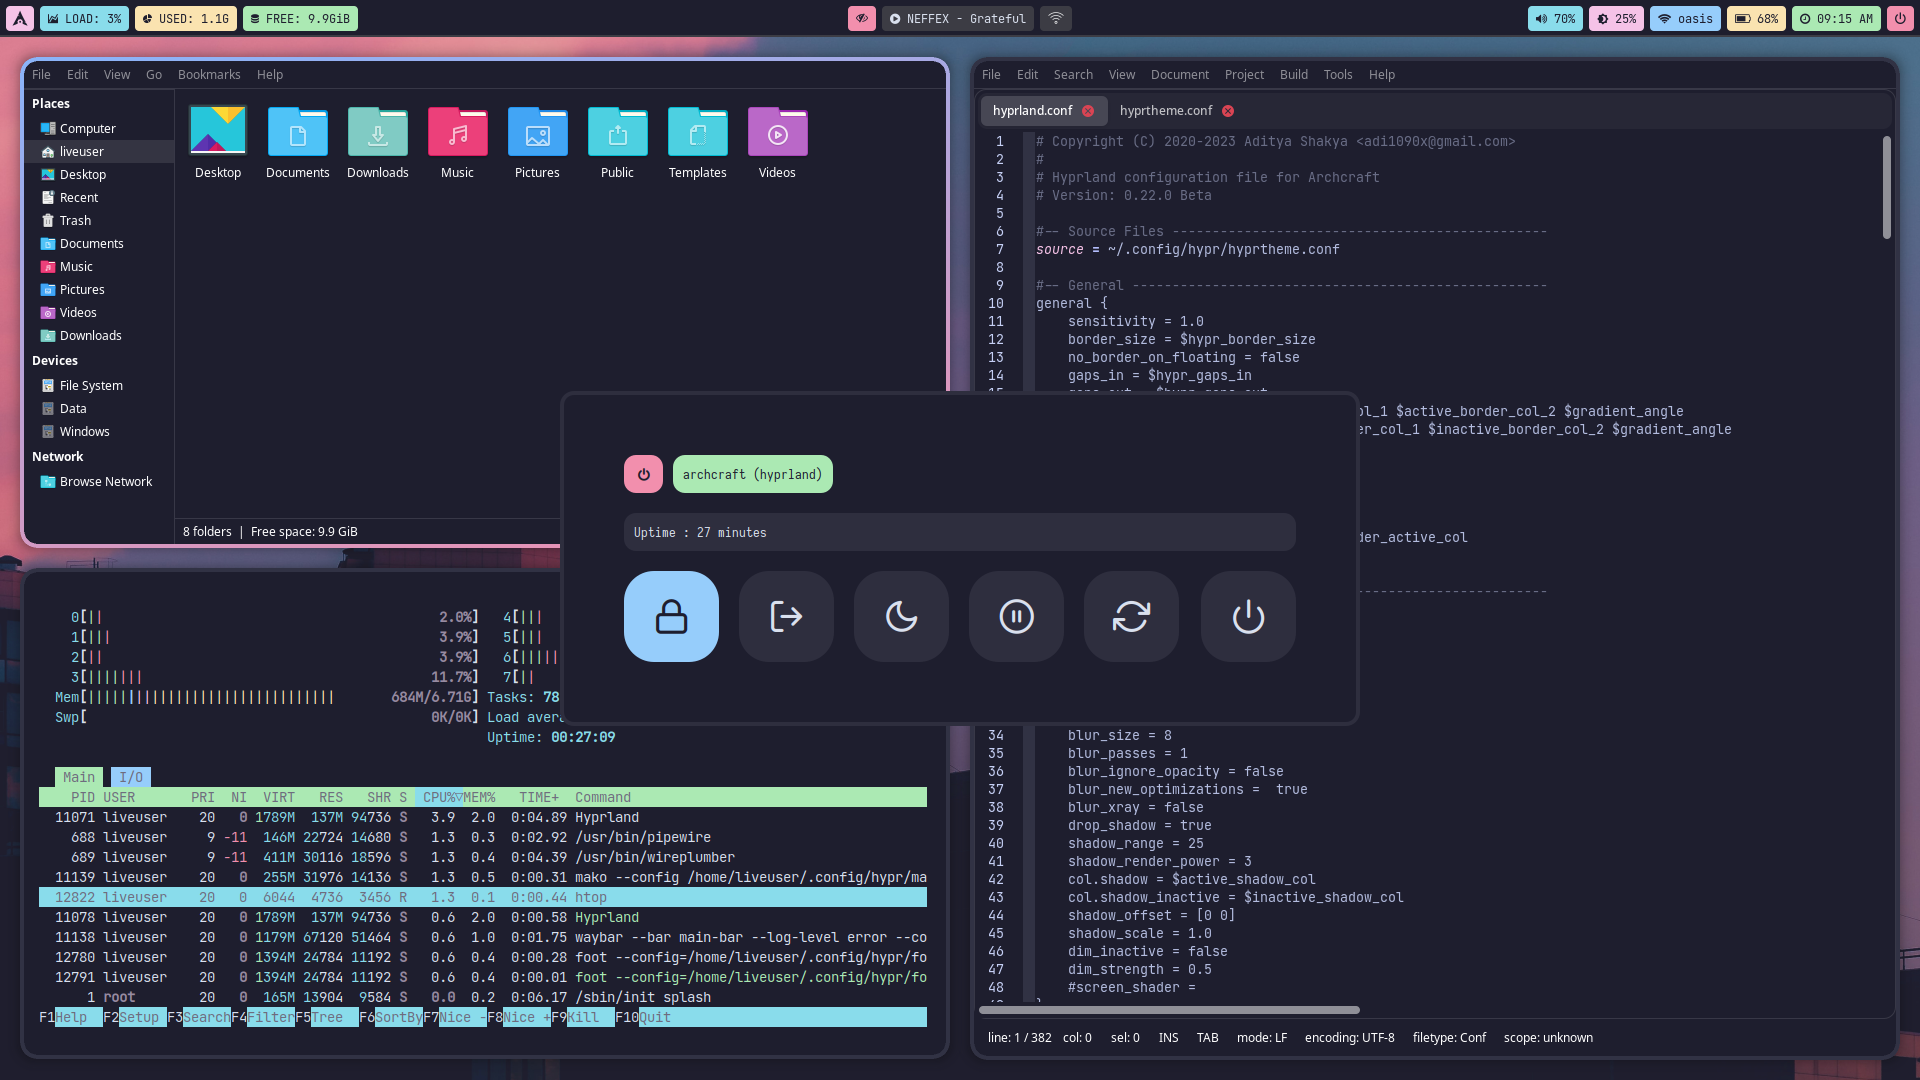 LOAD: 3% USED: 1.1G FREE: 9.9GiB NEFFEX - Grateful 70% 25% oasis 68% 09:15 AM
File Edit View Go Bookmarks Help
Places
Computer
liveuser
Desktop
Recent
Trash
Documents
Music
Pictures
Videos
Downloads
Devices
File System
Data
Windows
Network
Browse Network
Desktop Documents Downloads Music Pictures Public Templates Videos
8 folders | Free space: 9.9 GiB
File Edit Search View Document Project Build Tools Help
hyprland.conf hyprtheme.conf
1 # Copyright (C) 2020-2023 Aditya Shakya <adi1090x@gmail.com>
2 #
3 # Hyprland configuration file for Archcraft
4 # Version: 0.22.0 Beta
5
6 #-- Source Files -----------------------------------------------
7 source = ~/.config/hypr/hyprtheme.conf
8
9 #-- General ----------------------------------------------------
10 general {
11 sensitivity = 1.0
12 border_size = $hypr_border_size
13 no_border_on_floating = false
14 gaps_in = $hypr_gaps_in
ol_1 $active_border_col_2 $gradient_angle
er_col_1 $inactive_border_col_2 $gradient_angle
der_active_col
------------------------
34 blur_size = 8
35 blur_passes = 1
36 blur_ignore_opacity = false
37 blur_new_optimizations =  true
38 blur_xray = false
39 drop_shadow = true
40 shadow_range = 25
41 shadow_render_power = 3
42 col.shadow = $active_shadow_col
43 col.shadow_inactive = $inactive_shadow_col
44 shadow_offset = [0 0]
45 shadow_scale = 1.0
46 dim_inactive = false
47 dim_strength = 0.5
48 #screen_shader =
line: 1 / 382 col: 0 sel: 0 INS TAB mode: LF encoding: UTF-8 filetype: Conf scope: unknown
archcraft (hyprland)
Uptime : 27 minutes
0[|| 2.0%] 4[|||
1[||| 3.9%] 5[|||
2[|| 3.9%] 6[|||||
3[||||||| 11.7%] 7[||
Mem[||||||||||||||||||||||||||||||| 684M/6.71G] Tasks: 78
Swp[ 0K/0K] Load avera
Uptime: 00:27:09
Main I/O
PID USER PRI NI VIRT RES SHR S CPU%▽MEM% TIME+ Command
11071 liveuser 20 0 1789M 137M 94736 S 3.9 2.0 0:04.89 Hyprland
688 liveuser 9 -11 146M 22724 14680 S 1.3 0.3 0:02.92 /usr/bin/pipewire
689 liveuser 9 -11 411M 30116 18596 S 1.3 0.4 0:04.39 /usr/bin/wireplumber
11139 liveuser 20 0 255M 31976 14136 S 1.3 0.5 0:00.31 mako --config /home/liveuser/.config/hypr/ma
12822 liveuser 20 0 6044 4736 3456 R 1.3 0.1 0:00.44 htop
11078 liveuser 20 0 1789M 137M 94736 S 0.6 2.0 0:00.58 Hyprland
11138 liveuser 20 0 1179M 67120 51464 S 0.6 1.0 0:01.75 waybar --bar main-bar --log-level error --co
12780 liveuser 20 0 1394M 24784 11192 S 0.6 0.4 0:00.28 foot --config=/home/liveuser/.config/hypr/fo
12791 liveuser 20 0 1394M 24784 11192 S 0.6 0.4 0:00.01 foot --config=/home/liveuser/.config/hypr/fo
1 root 20 0 165M 13904 9584 S 0.0 0.2 0:06.17 /sbin/init splash
F1Help F2Setup F3SearchF4FilterF5Tree F6SortByF7Nice -F8Nice +F9Kill F10Quit